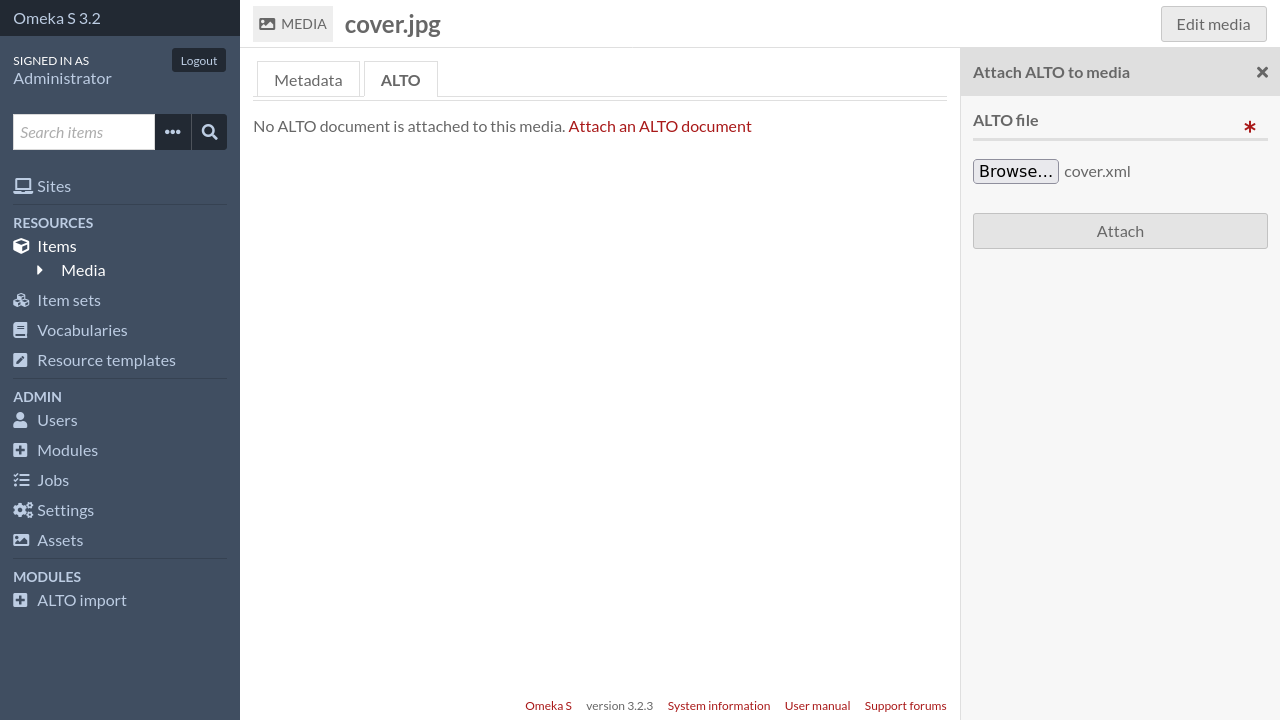 Omeka S 3.2
SIGNED IN AS
Administrator
Logout
Search items
Sites
RESOURCES
Items
Media
Item sets
Vocabularies
Resource templates
ADMIN
Users
Modules
Jobs
Settings
Assets
MODULES
ALTO import
MEDIA cover.jpg
Edit media
Metadata ALTO
No ALTO document is attached to this media. Attach an ALTO document
Attach ALTO to media
ALTO file
Browse... cover.xml
Attach
Omeka S version 3.2.3 System information User manual Support forums